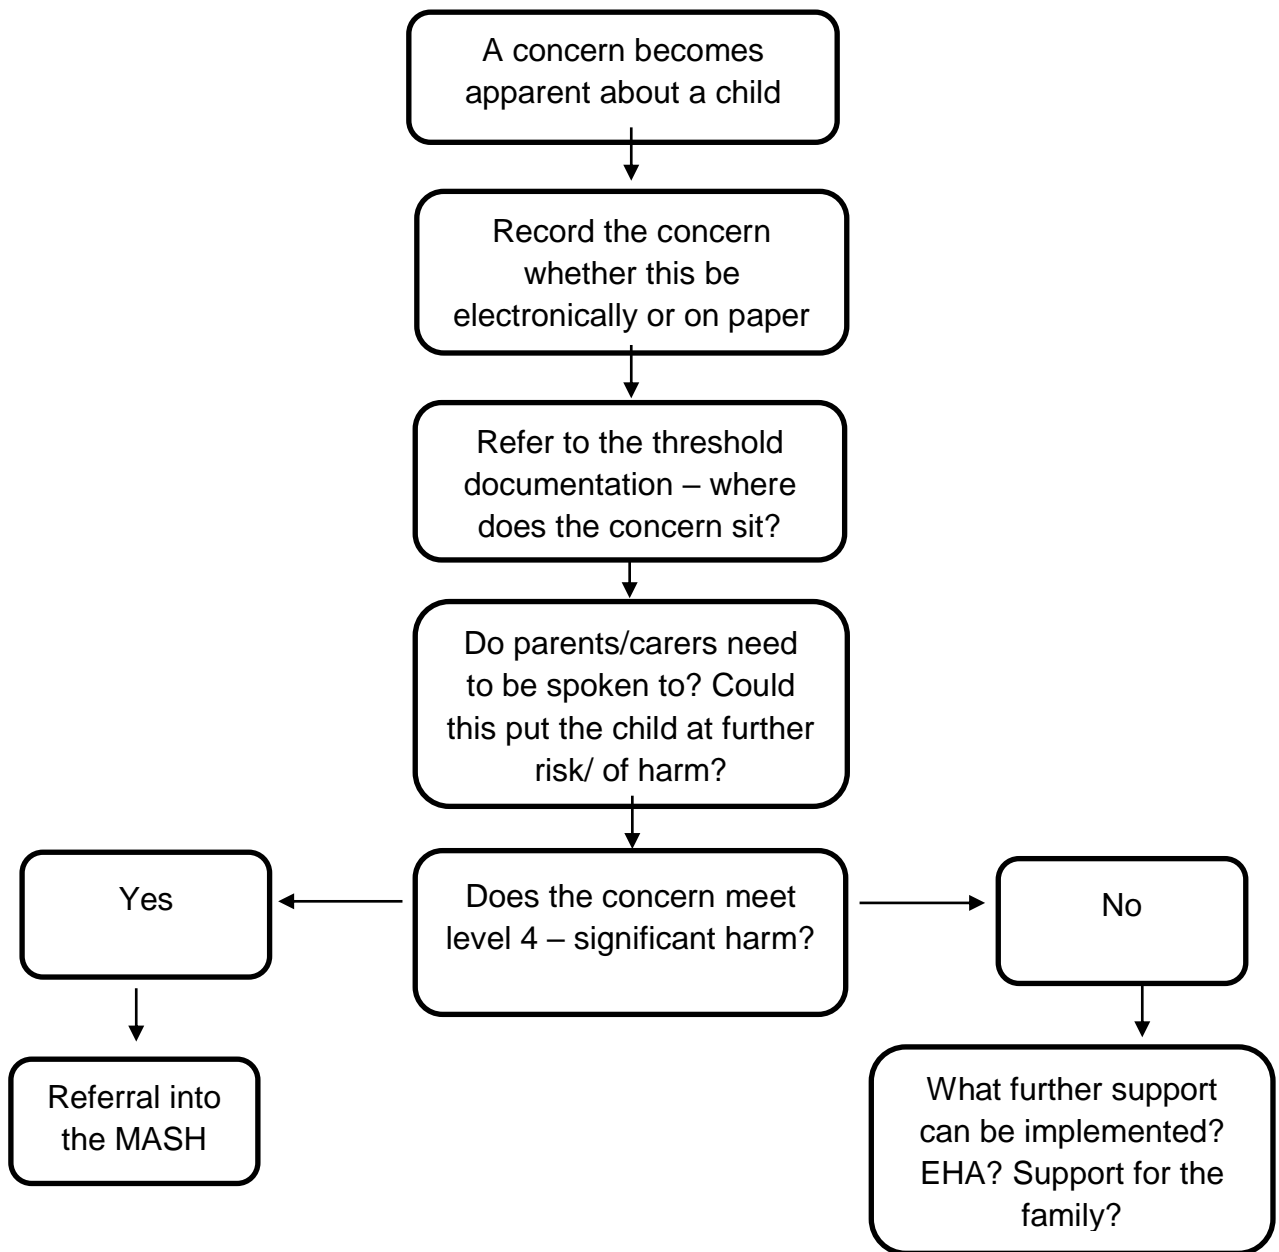 A concern becomes
apparent about a child
Record the concern
whether this be
electronically or on paper
Refer to the threshold
documentation – where
does the concern sit?
Do parents/carers need
to be spoken to? Could
this put the child at further
risk/ of harm?
Does the concern meet
level 4 – significant harm?
Yes
No
Referral into
the MASH
What further support
can be implemented?
EHA? Support for the
family?